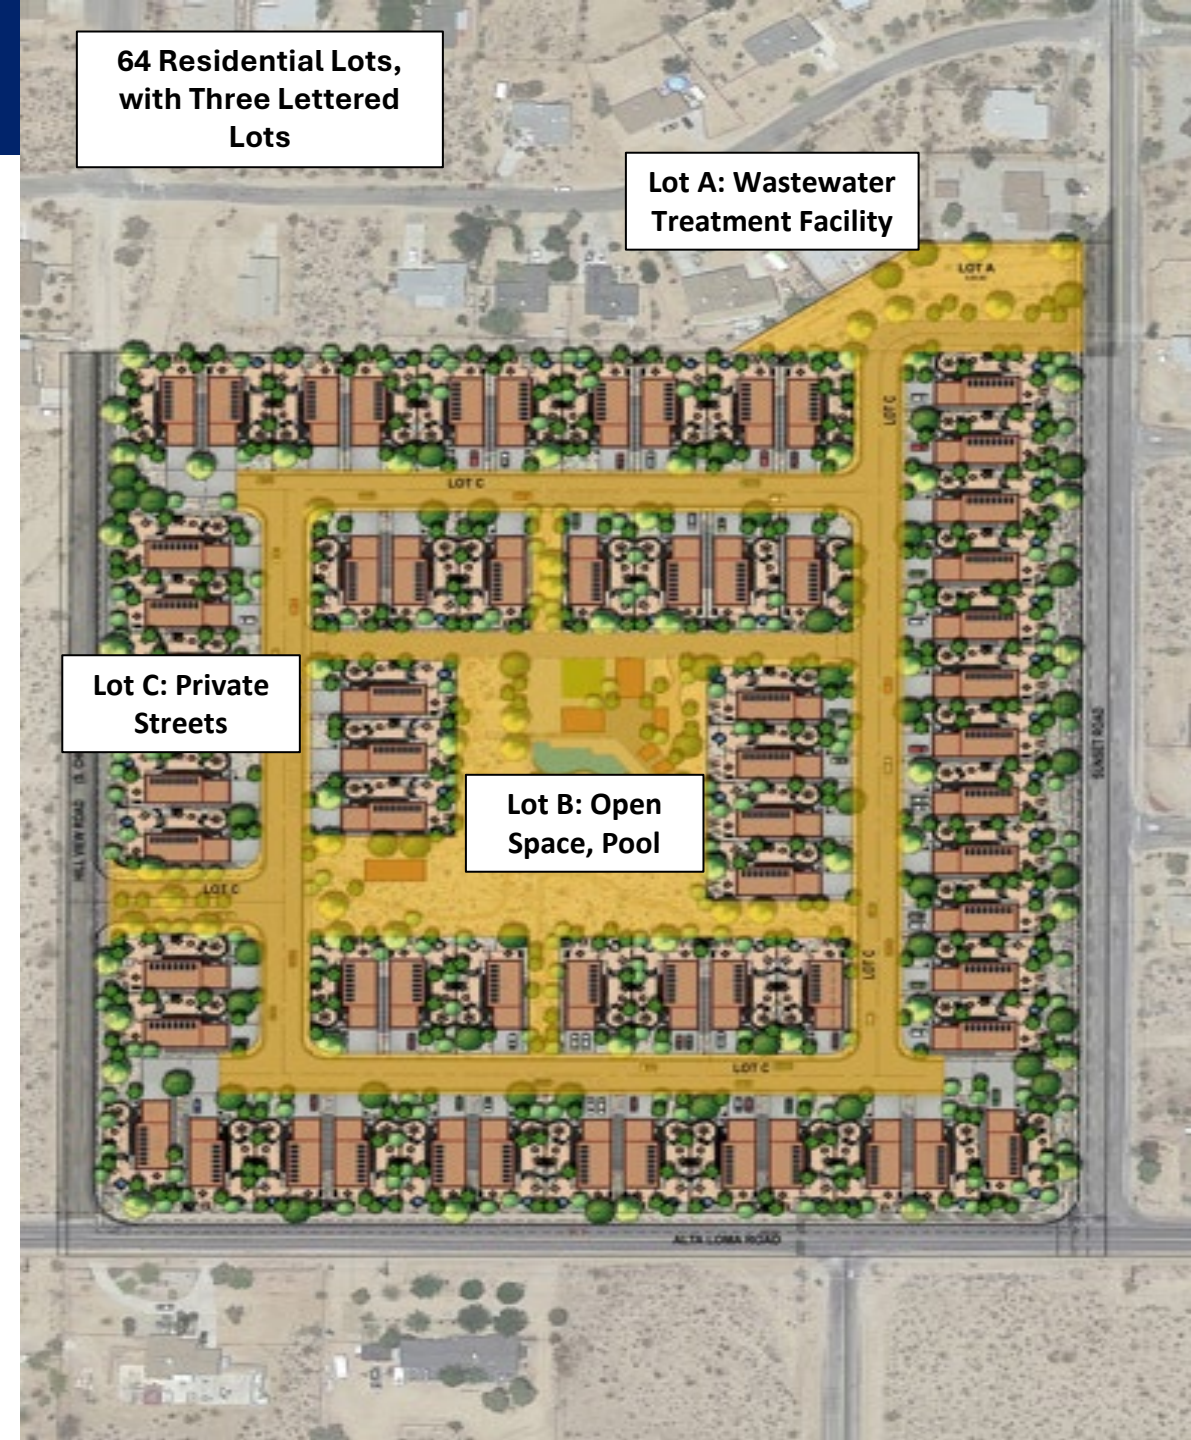 64 Residential Lots,
with Three Lettered
Lots
Lot A: Wastewater
Treatment Facility
LOT A
LOT C
LOT C
Lot C: Private
Streets
SUNSET ROAD
HILL VIEW ROAD
Lot B: Open
Space, Pool
LOT C
LOT C
LOT C
ALTA LOMA ROAD